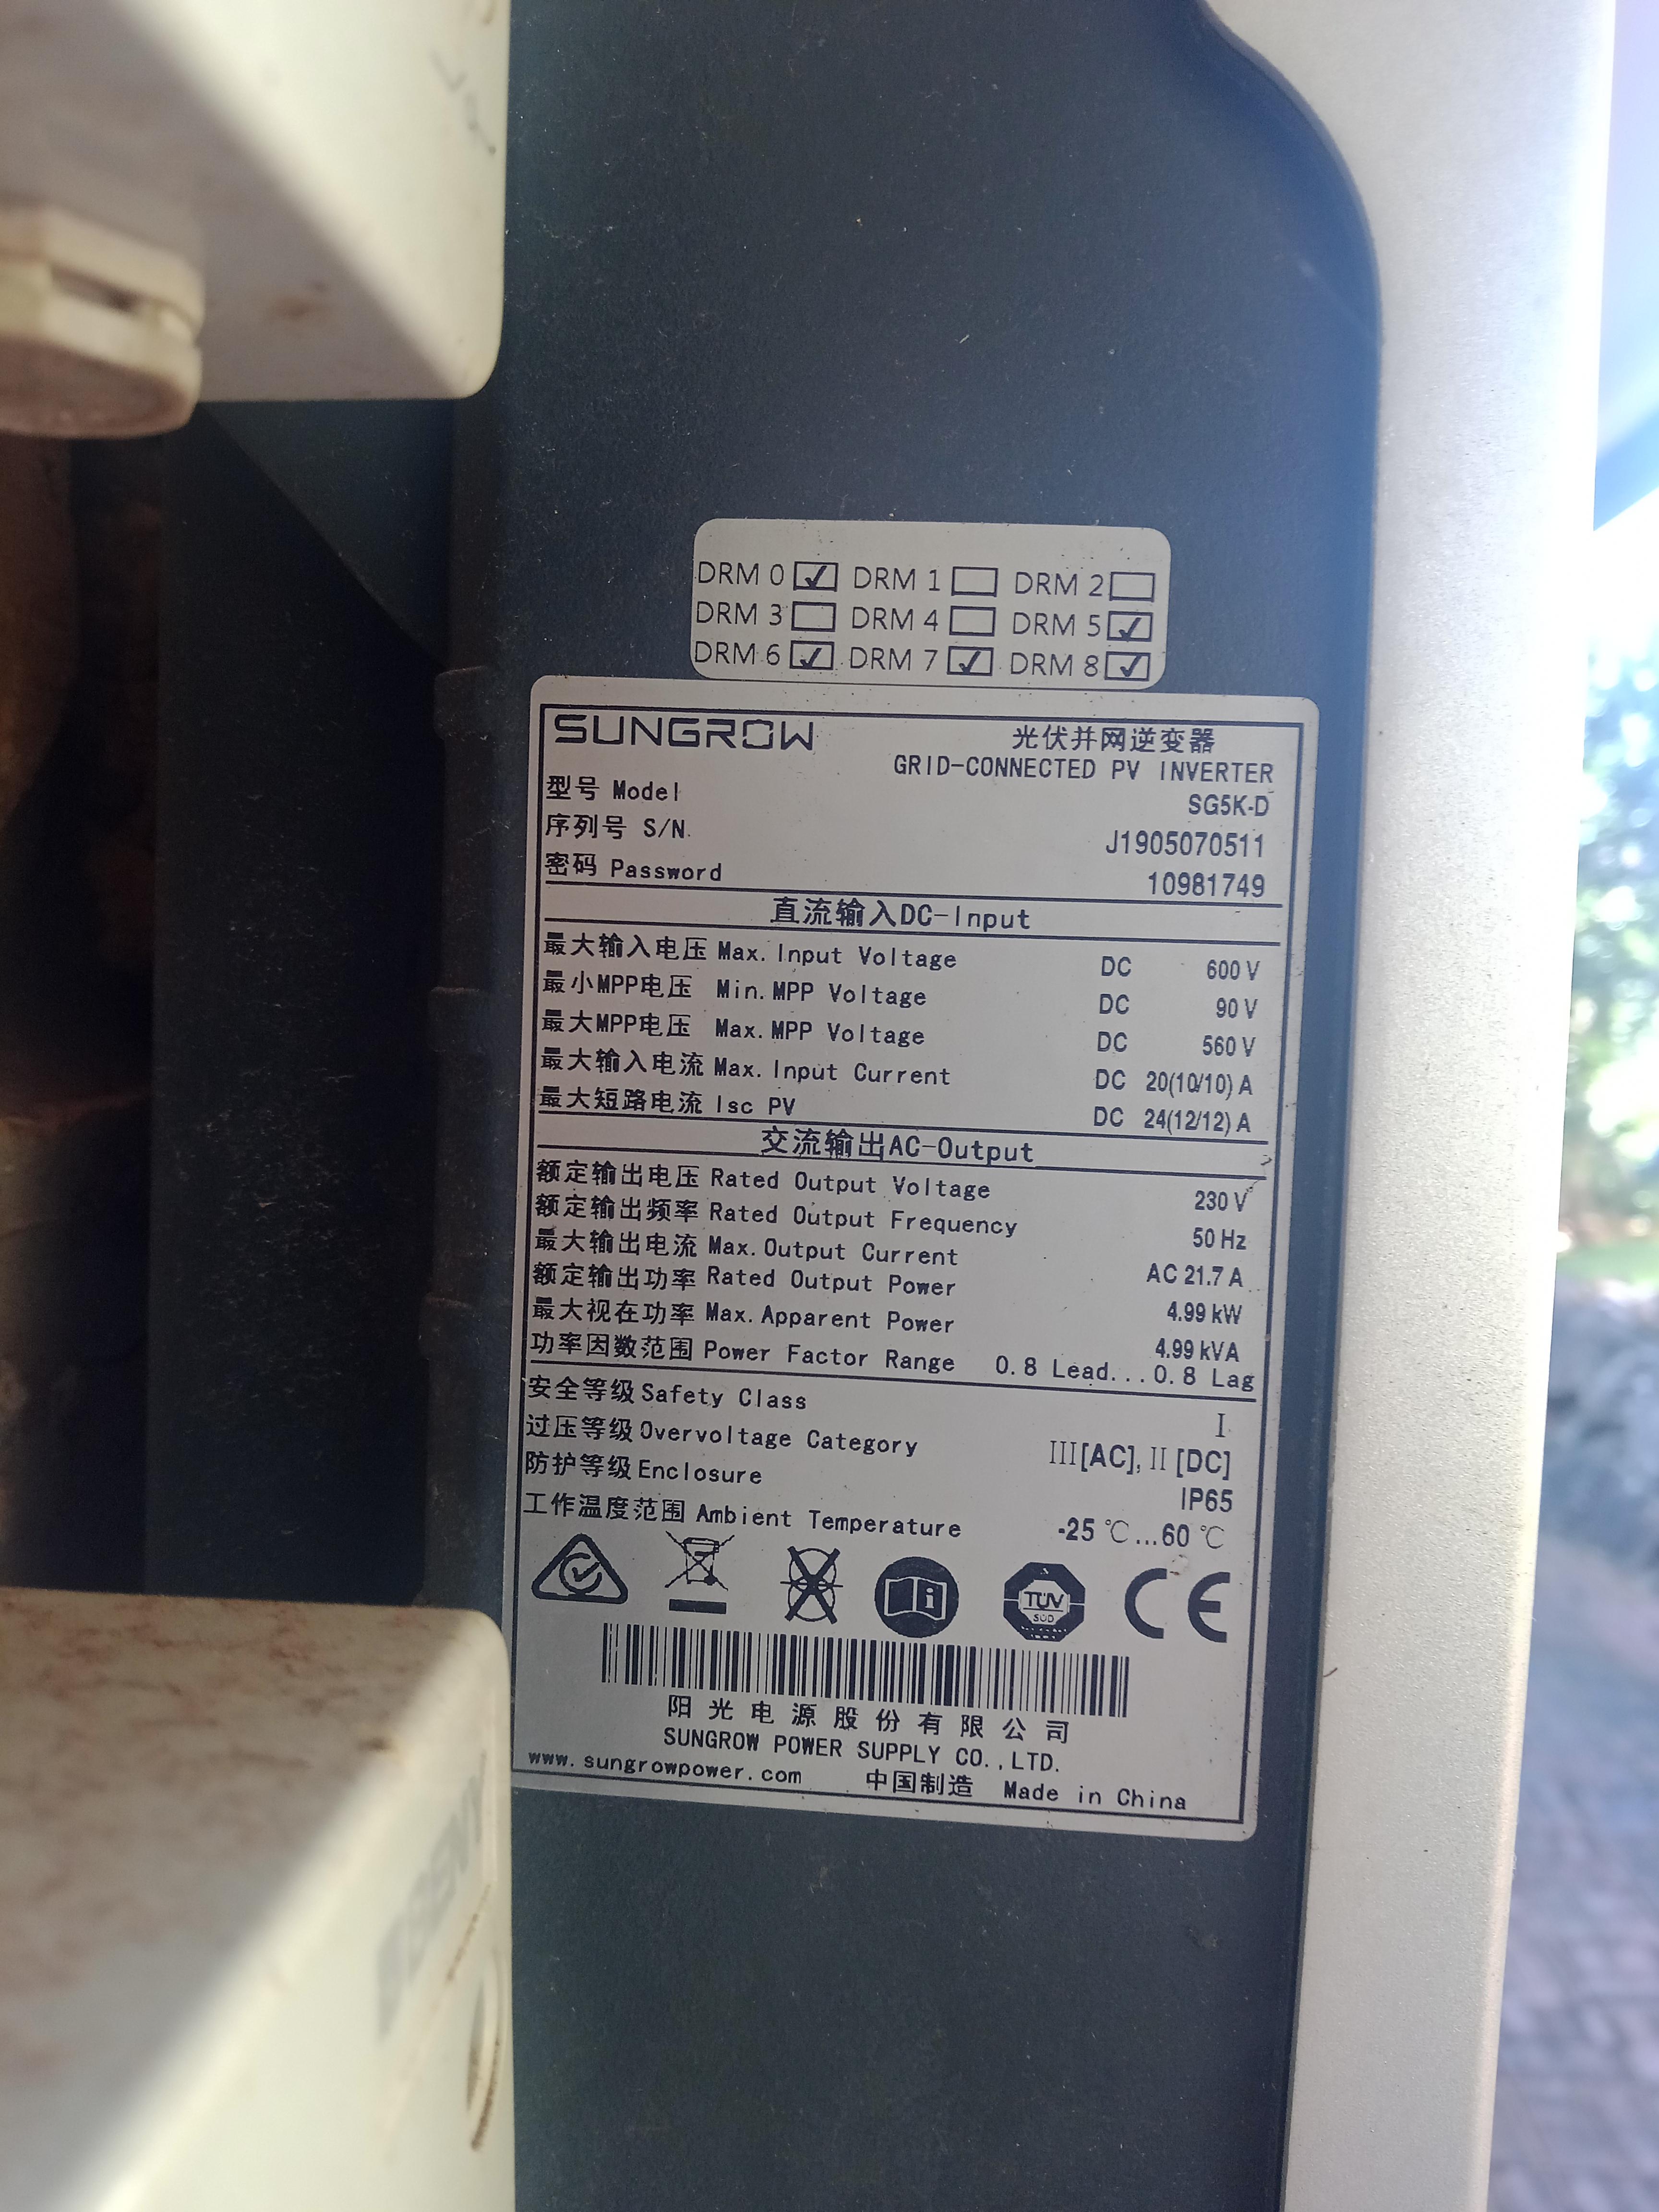 DRM 0 ☑ DRM 1 ☐ DRM 2 ☐
DRM 3 ☐ DRM 4 ☐ DRM 5 ☑
DRM 6 ☑ DRM 7 ☑ DRM 8 ☑
SUNGROW 光伏并网逆变器
GRID-CONNECTED PV INVERTER
型号 Model SG5K-D
序列号 S/N. J1905070511
密码 Password 10981749
直流输入DC-Input
最大输入电压 Max. Input Voltage DC 600 V
最小MPP电压 Min. MPP Voltage DC 90 V
最大MPP电压 Max. MPP Voltage DC 560 V
最大输入电流 Max. Input Current DC 20(10/10) A
最大短路电流 Isc PV DC 24(12/12) A
交流输出AC-Output
额定输出电压 Rated Output Voltage 230 V
额定输出频率 Rated Output Frequency 50 Hz
最大输出电流 Max. Output Current AC 21.7 A
额定输出功率 Rated Output Power 4.99 kW
最大视在功率 Max. Apparent Power 4.99 kVA
功率因数范围 Power Factor Range 0.8 Lead...0.8 Lag
安全等级 Safety Class I
过压等级 Overvoltage Category III[AC], II [DC]
防护等级 Enclosure IP65
工作温度范围 Ambient Temperature -25 ℃...60 ℃
TÜV SÜD CE
阳光电源股份有限公司
SUNGROW POWER SUPPLY CO.,LTD.
www.sungrowpower.com 中国制造 Made in China